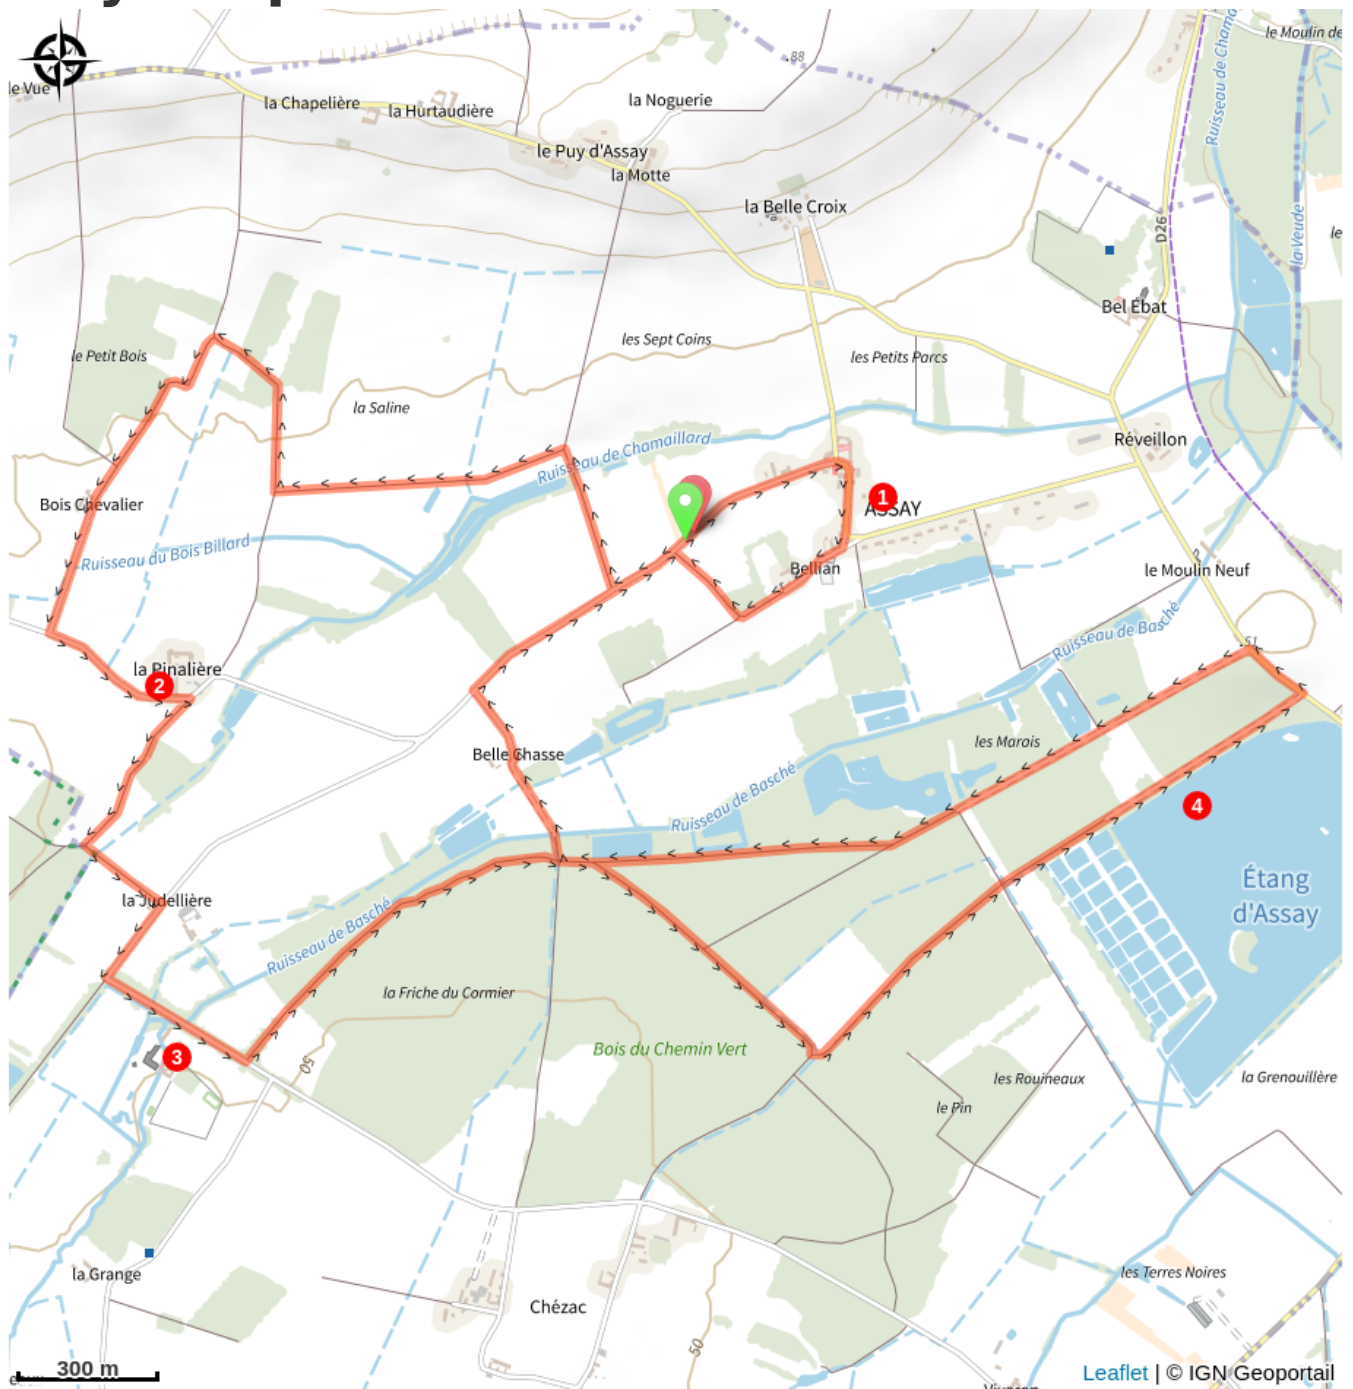 le Moulin de
Ruisseau de Chama
88
le Vue
la Chapelière
la Hurtaudière
la Noguerie
le Puy d'Assay
la Motte
la Belle Croix
D26
la Veude
le
Bel Ébat
les Sept Coins
le Petit Bois
les Petits Parcs
la Saline
Ruisseau de Chamaillard
Réveillon
1
ASSAY
Bois Chevalier
Ruisseau du Bois Billard
Bellian
le Moulin Neuf
Ruisseau de Basché
51
la Pinalière
2
Belle Chasse
les Marais
Ruisseau de Basché
4
Étang
d'Assay
la Judellière
Ruisseau de Basché
la Friche du Cormier
3
50
Bois du Chemin Vert
les Rouineaux
la Grenouillère
le Pin
la Grange
les Terres Noires
Chézac
50
300 m
Leaflet | © IGN Geoportail